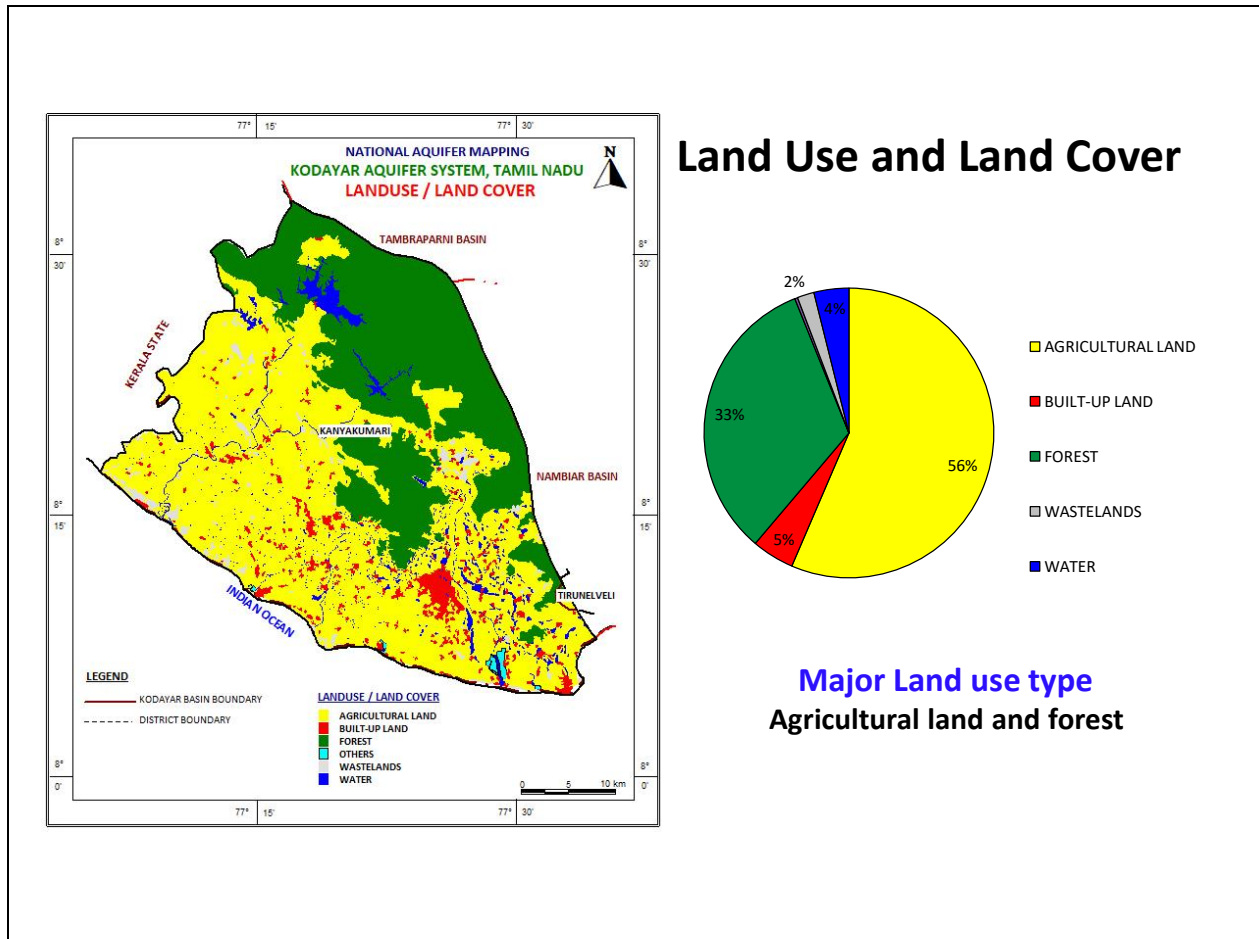 Land Use and Land Cover
77° 15'
77° 30'
NATIONAL AQUIFER MAPPING
KODAYAR AQUIFER SYSTEM, TAMIL NADU
LANDUSE / LAND COVER
N
8°
30'
8°
30'
TAMBRAPARNI BASIN
KERALA STATE
KANYAKUMARI
NAMBIAR BASIN
8°
15'
8°
15'
TIRUNELVELI
INDIAN OCEAN
LEGEND
KODAYAR BASIN BOUNDARY
DISTRICT BOUNDARY
LANDUSE / LAND COVER
AGRICULTURAL LAND
BUILT-UP LAND
FOREST
OTHERS
WASTELANDS
WATER
0 5 10 km
8°
0'
8°
0'
77° 15'
77° 30'
2%
4%
33%
56%
5%
AGRICULTURAL LAND
BUILT-UP LAND
FOREST
WASTELANDS
WATER
Major Land use type
Agricultural land and forest